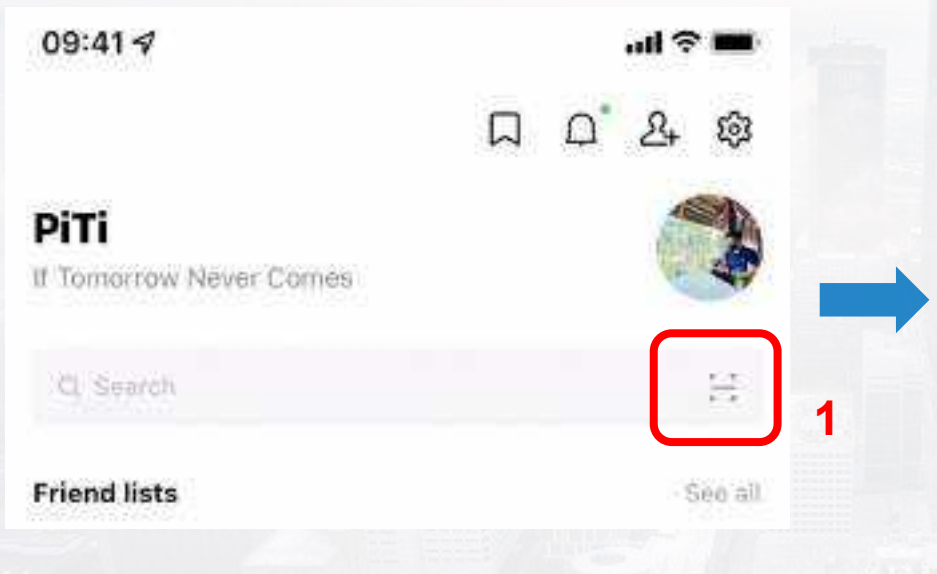 09:41
PiTi
If Tomorrow Never Comes
Search
1
Friend lists
See all